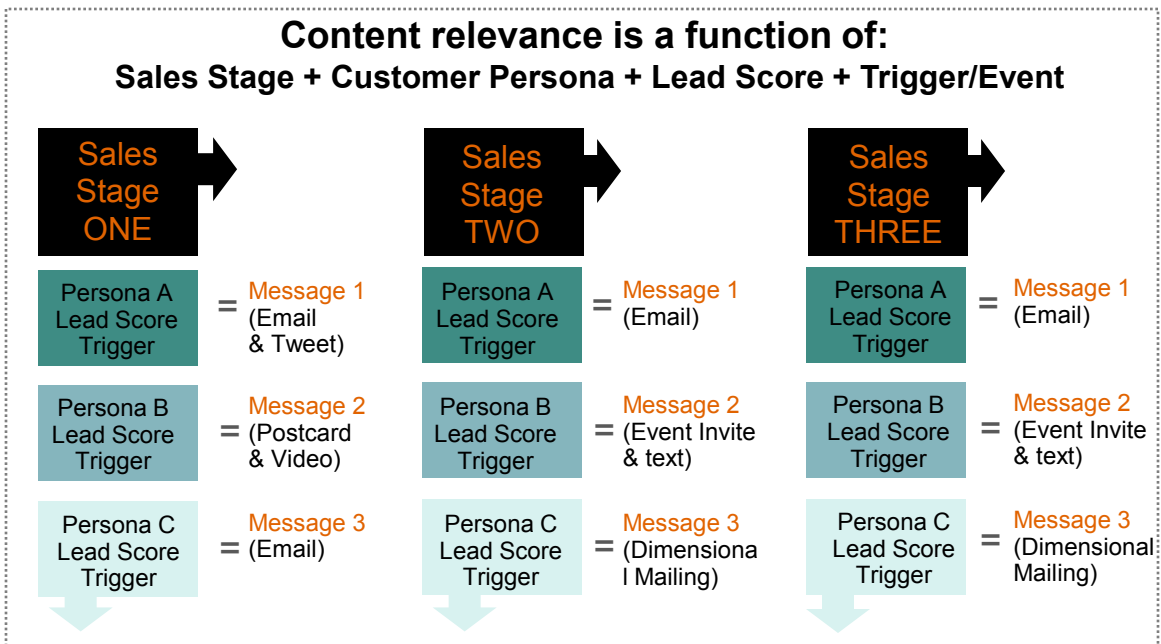 Content relevance is a function of:
Sales Stage + Customer Persona + Lead Score + Trigger/Event
Sales
Stage
ONE
Persona A
Lead Score
Trigger
=
Message 1
(Email
& Tweet)
Persona B
Lead Score
Trigger
=
Message 2
(Postcard
& Video)
Persona C
Lead Score
Trigger
=
Message 3
(Email)
Sales
Stage
TWO
Persona A
Lead Score
Trigger
=
Message 1
(Email)
Persona B
Lead Score
Trigger
=
Message 2
(Event Invite
& text)
Persona C
Lead Score
Trigger
=
Message 3
(Dimensiona
l Mailing)
Sales
Stage
THREE
Persona A
Lead Score
Trigger
=
Message 1
(Email)
Persona B
Lead Score
Trigger
=
Message 2
(Event Invite
& text)
Persona C
Lead Score
Trigger
=
Message 3
(Dimensional
Mailing)